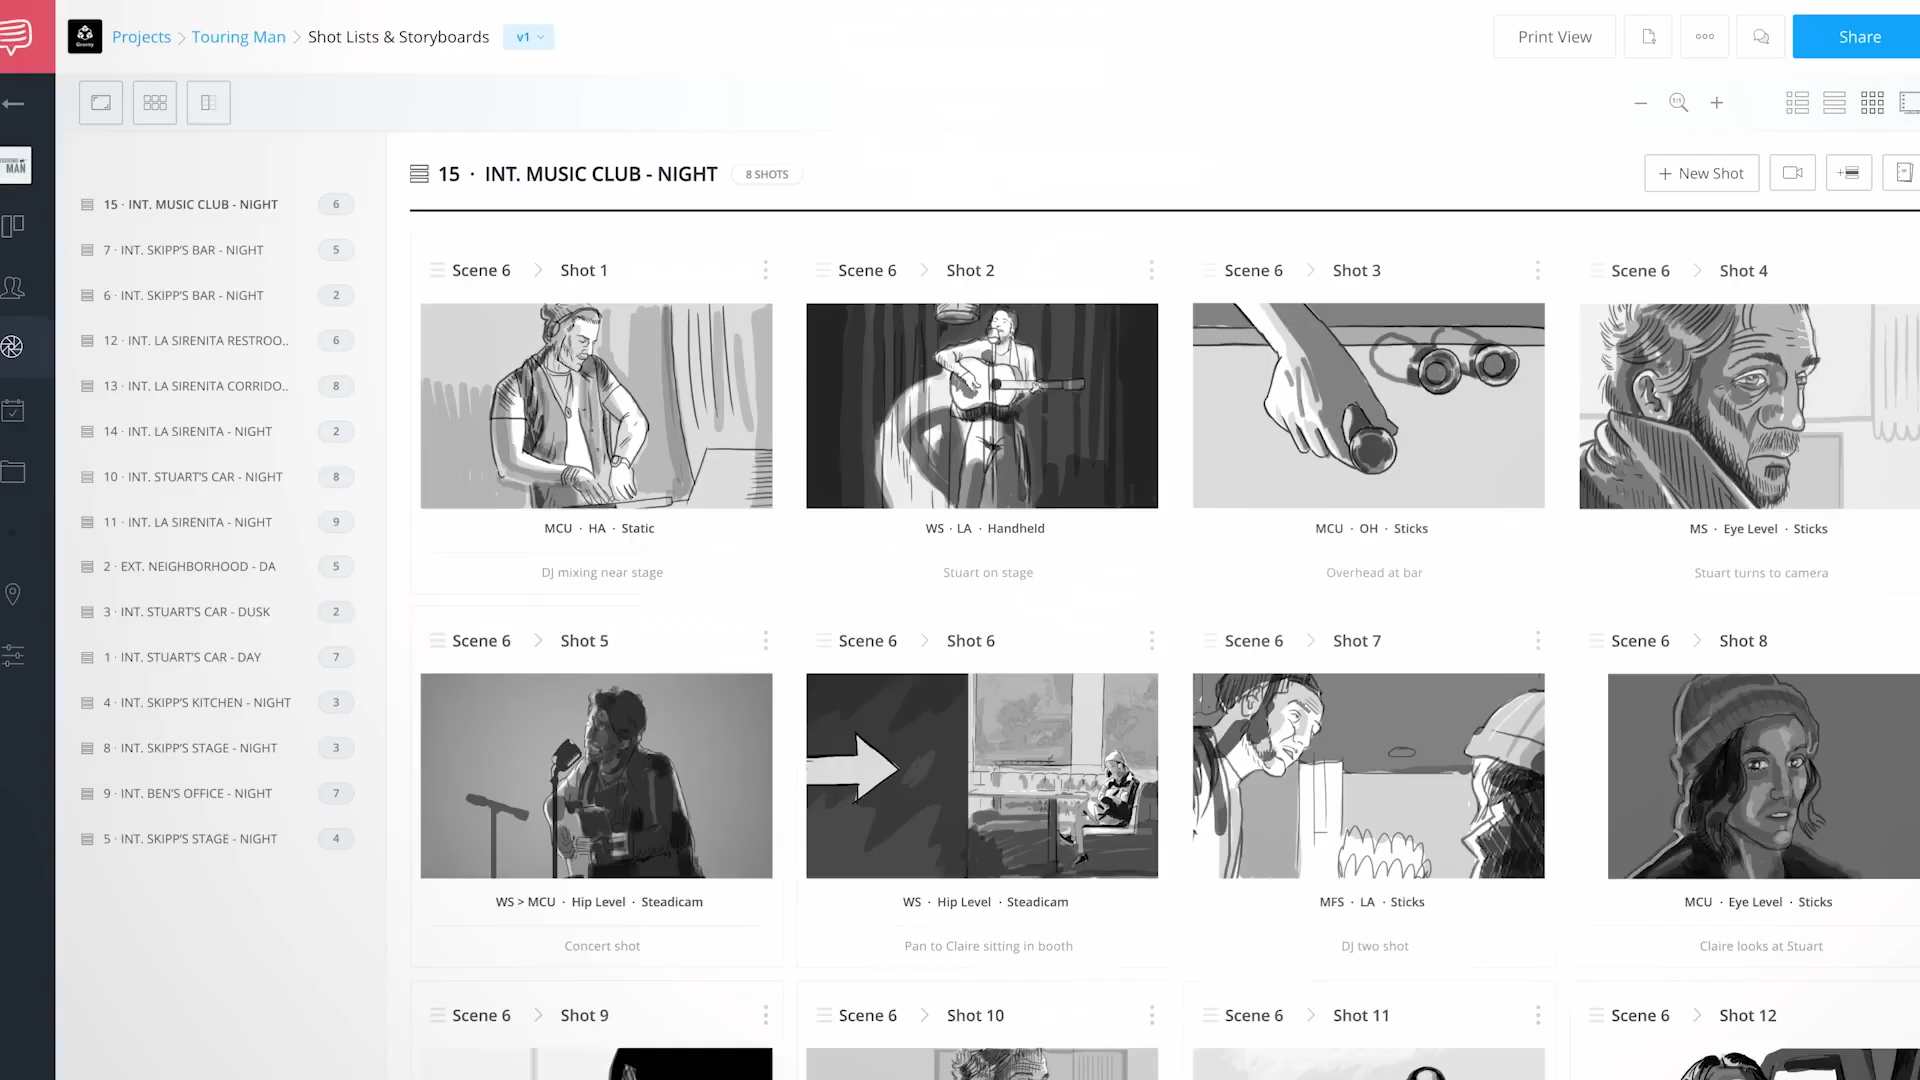 Gravity
Projects > Touring Man > Shot Lists & Storyboards v1
Print View
Share
MAN
1:1
15 · INT. MUSIC CLUB - NIGHT 8 SHOTS
+ New Shot
15 · INT. MUSIC CLUB - NIGHT 6
7 · INT. SKIPP'S BAR - NIGHT 5
6 · INT. SKIPP'S BAR - NIGHT 2
12 · INT. LA SIRENITA RESTROO.. 6
13 · INT. LA SIRENITA CORRIDO.. 8
14 · INT. LA SIRENITA - NIGHT 2
10 · INT. STUART'S CAR - NIGHT 8
11 · INT. LA SIRENITA - NIGHT 9
2 · EXT. NEIGHBORHOOD - DA 5
3 · INT. STUART'S CAR - DUSK 2
1 · INT. STUART'S CAR - DAY 7
4 · INT. SKIPP'S KITCHEN - NIGHT 3
8 · INT. SKIPP'S STAGE - NIGHT 3
9 · INT. BEN'S OFFICE - NIGHT 7
5 · INT. SKIPP'S STAGE - NIGHT 4
Scene 6 > Shot 1
MCU · HA · Static
DJ mixing near stage
Scene 6 > Shot 2
WS · LA · Handheld
Stuart on stage
Scene 6 > Shot 3
MCU · OH · Sticks
Overhead at bar
Scene 6 > Shot 4
MS · Eye Level · Sticks
Stuart turns to camera
Scene 6 > Shot 5
WS > MCU · Hip Level · Steadicam
Concert shot
Scene 6 > Shot 6
WS · Hip Level · Steadicam
Pan to Claire sitting in booth
Scene 6 > Shot 7
MFS · LA · Sticks
DJ two shot
Scene 6 > Shot 8
MCU · Eye Level · Sticks
Claire looks at Stuart
Scene 6 > Shot 9
Scene 6 > Shot 10
Scene 6 > Shot 11
Scene 6 > Shot 12